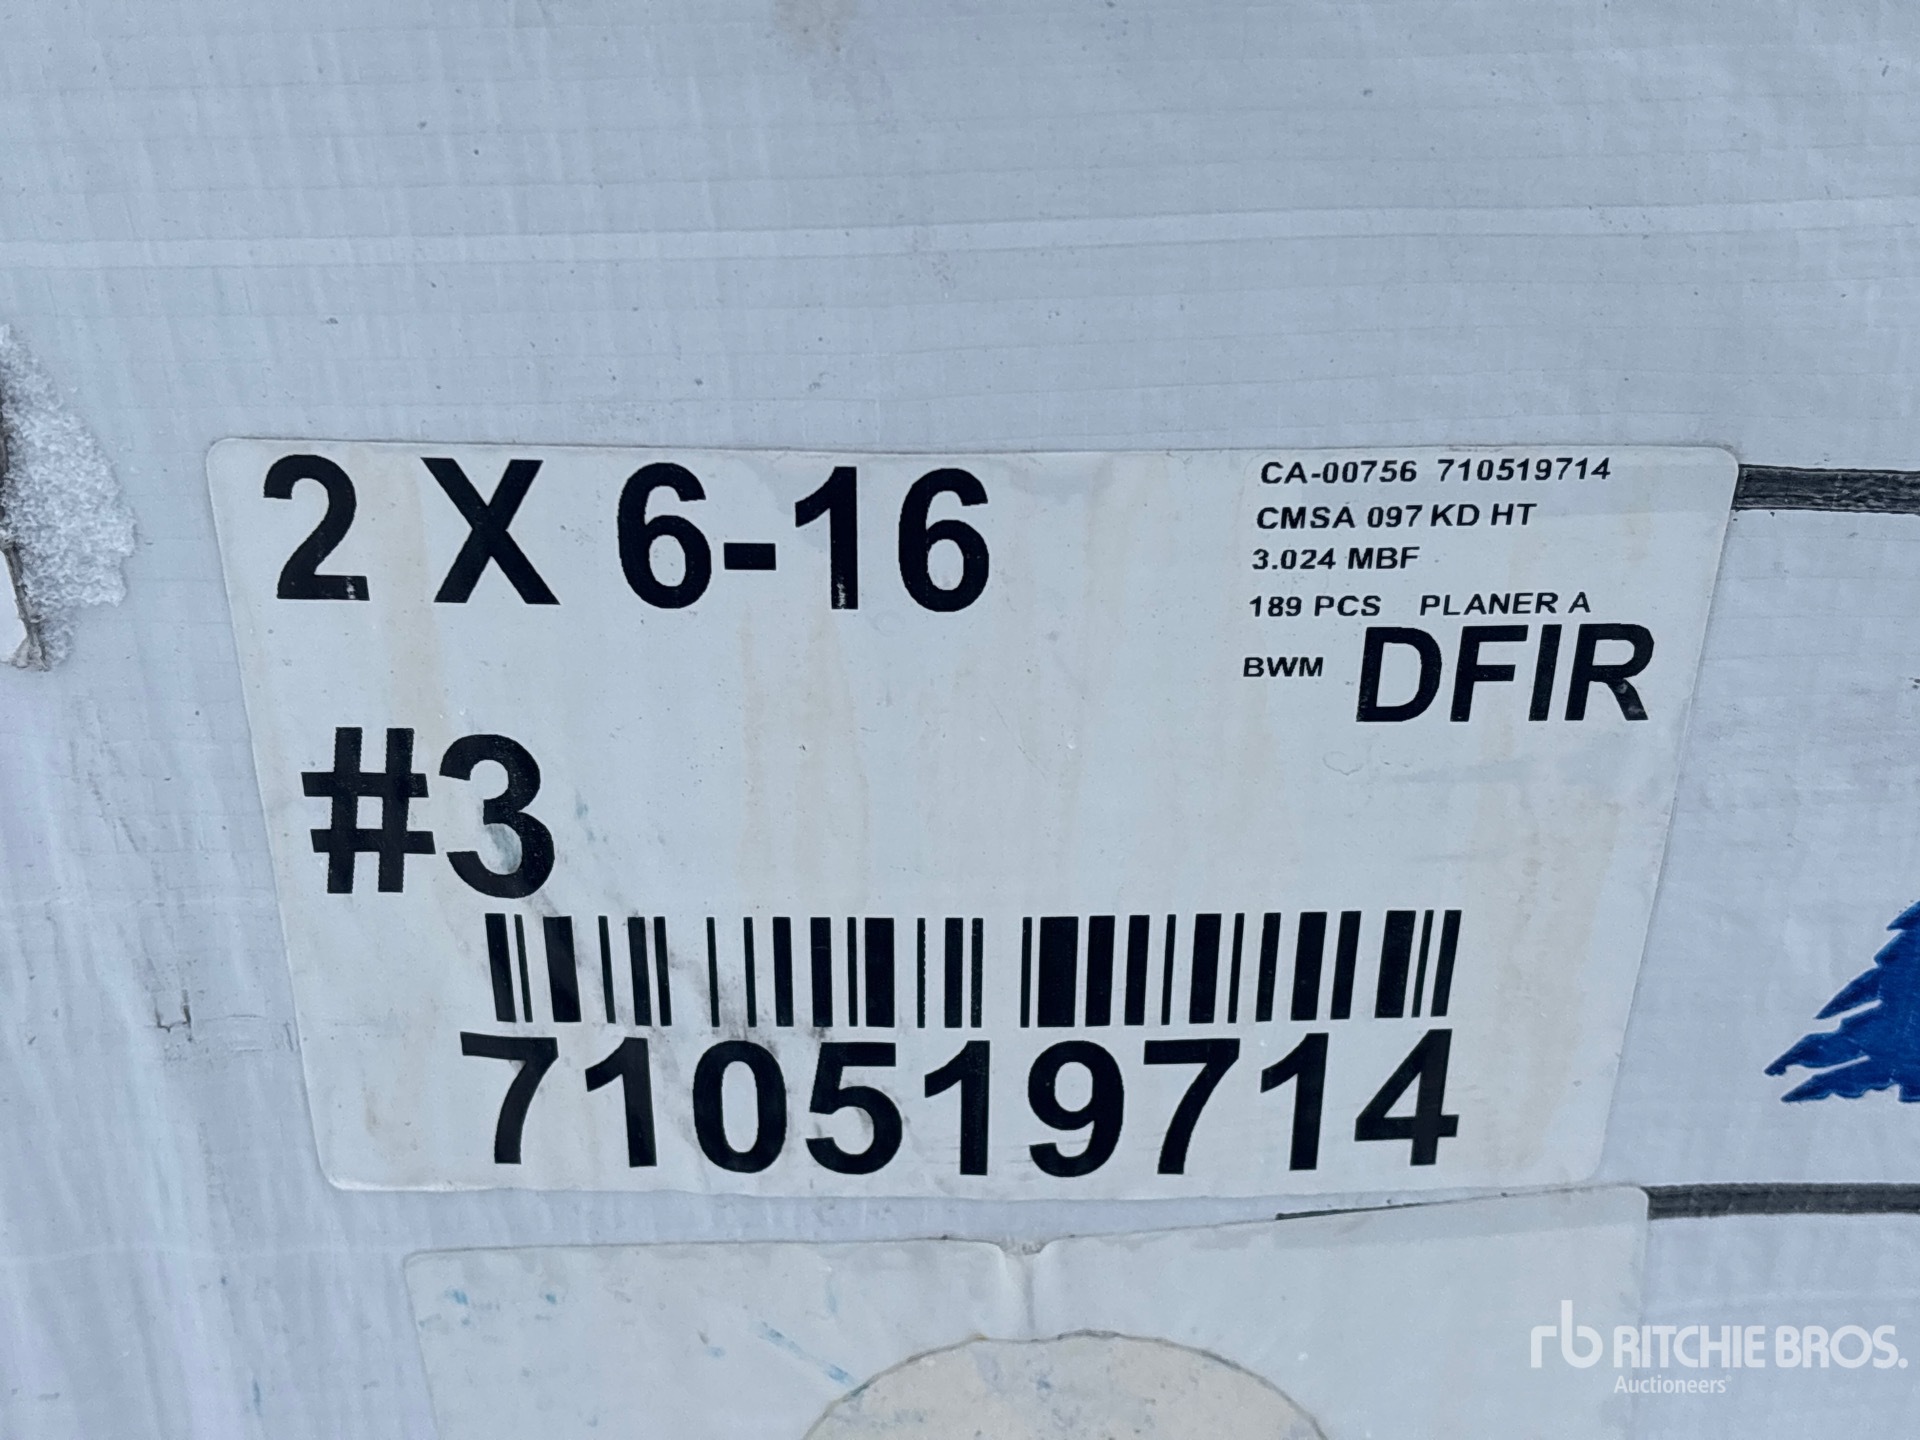 2 X 6-16
CA-00756 710519714
CMSA 097 KD HT
3.024 MBF
189 PCS PLANER A
BWM DFIR
#3
710519714
rb RITCHIE BROS.
Auctioneers